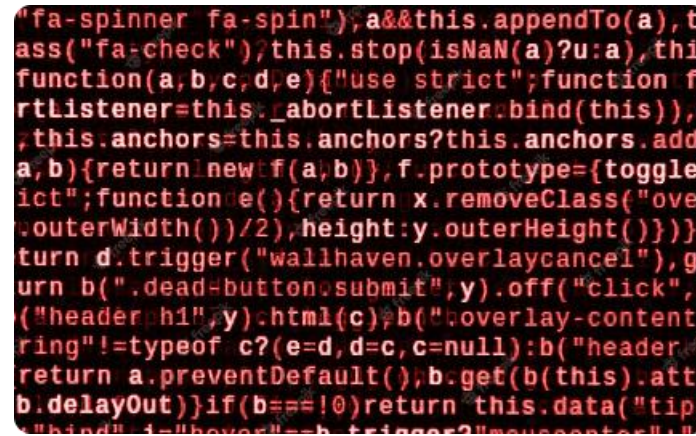 "fa-spinner fa-spin"),a&&this.appendTo(a),f
ass("fa-check"),this.stop(isNaN(a)?u:a),thi
function(a,b,c,d,e){"use strict";function
rtListener=this._abortListener.bind(this)),
,this.anchors=this.anchors?this.anchors.add
a,b){return new f(a,b)},f.prototype={toggle
ict";function e(){return x.removeClass("ove
.outerWidth())/2),height:y.outerHeight()})}
turn d.trigger("wallhaven.overlaycancel"),g
urn b(".dead-button submit",y).off("click",
("header h1",y).html(c),b(".overlay-content
ring"!=typeof c?(e=d,d=c,c=null):b("header
return a.preventDefault(),b.get(b(this).att
b.delayOut)}if(b===!0)return this.data("tip